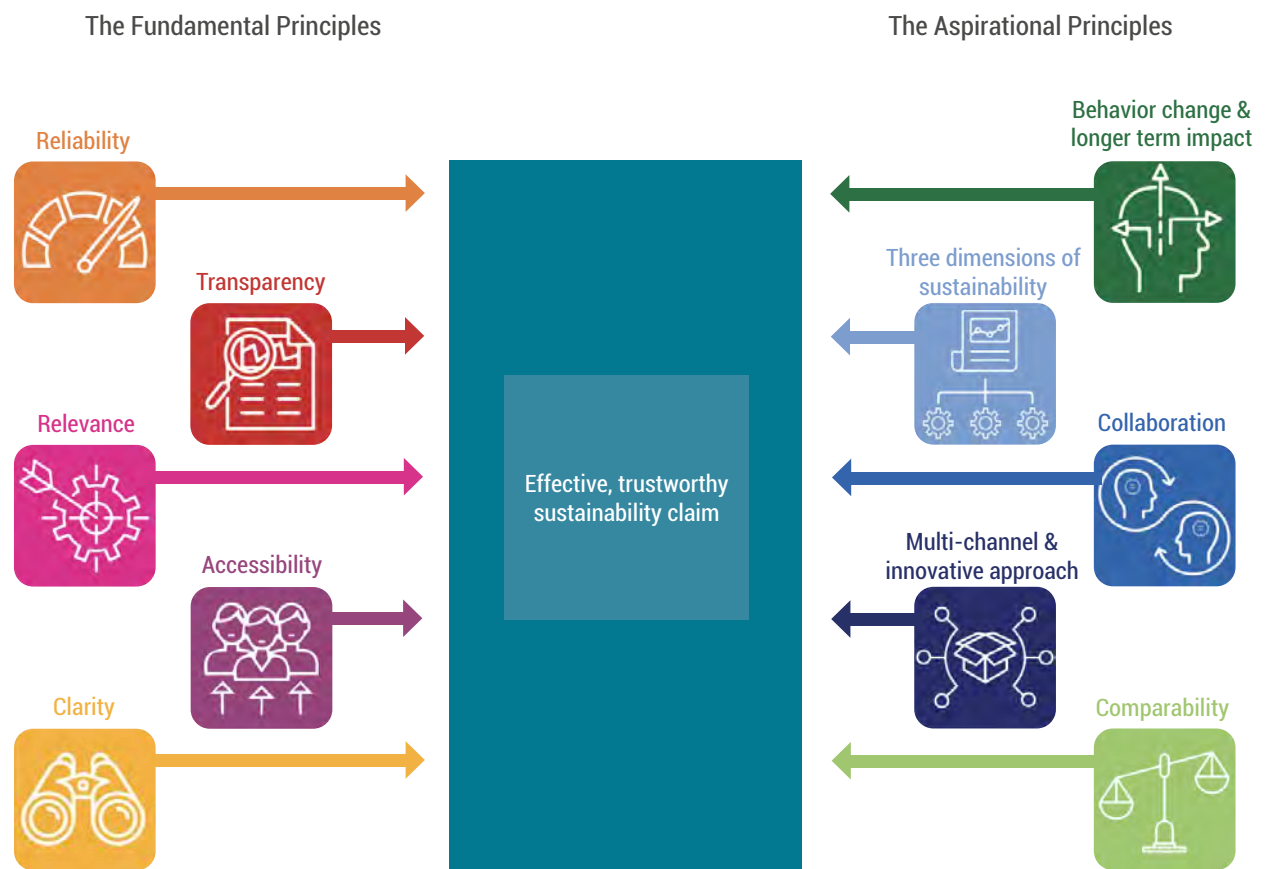 The Fundamental Principles
The Aspirational Principles
Reliability
Transparency
Relevance
Accessibility
Clarity
Effective, trustworthy
sustainability claim
Behavior change &
longer term impact
Three dimensions of
sustainability
Collaboration
Multi-channel &
innovative approach
Comparability